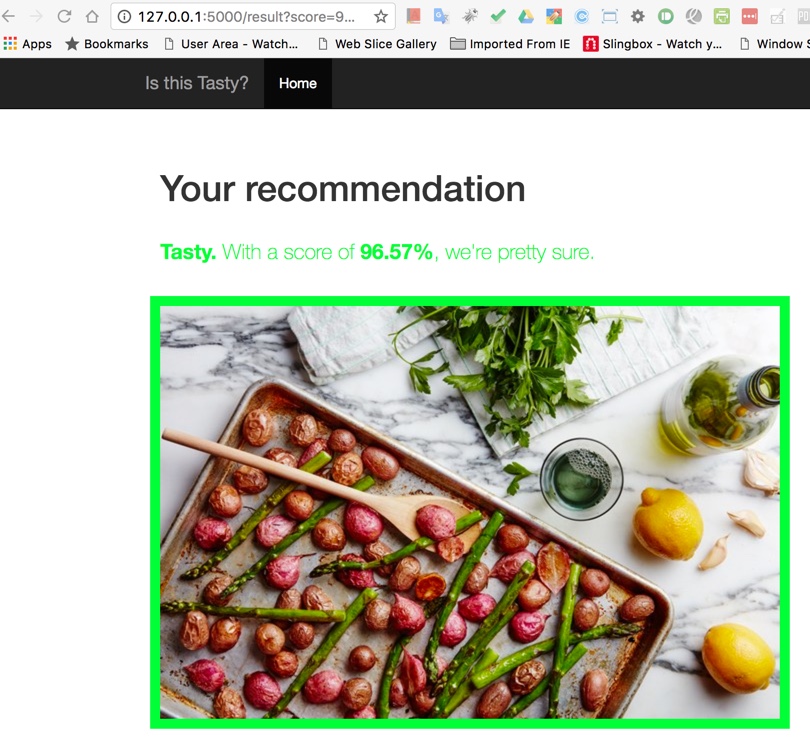 127.0.0.1:5000/result?score=9...
Apps Bookmarks User Area - Watch... Web Slice Gallery Imported From IE Slingbox - Watch y... Window S
Is this Tasty? Home
Your recommendation
Tasty. With a score of 96.57%, we're pretty sure.